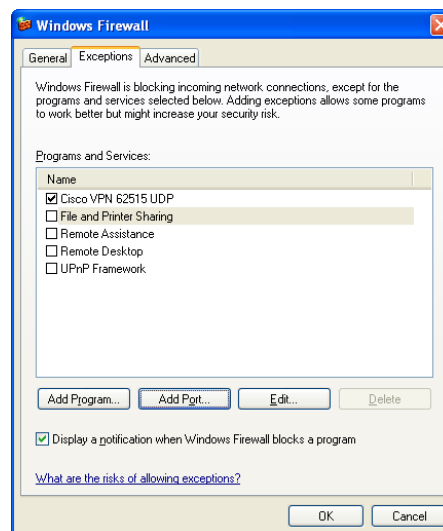 Windows Firewall
General Exceptions Advanced
Windows Firewall is blocking incoming network connections, except for the
programs and services selected below. Adding exceptions allows some programs
to work better but might increase your security risk.
Programs and Services:
Name
Cisco VPN 62515 UDP
File and Printer Sharing
Remote Assistance
Remote Desktop
UPnP Framework
Add Program... Add Port... Edit... Delete
Display a notification when Windows Firewall blocks a program
What are the risks of allowing exceptions?
OK Cancel